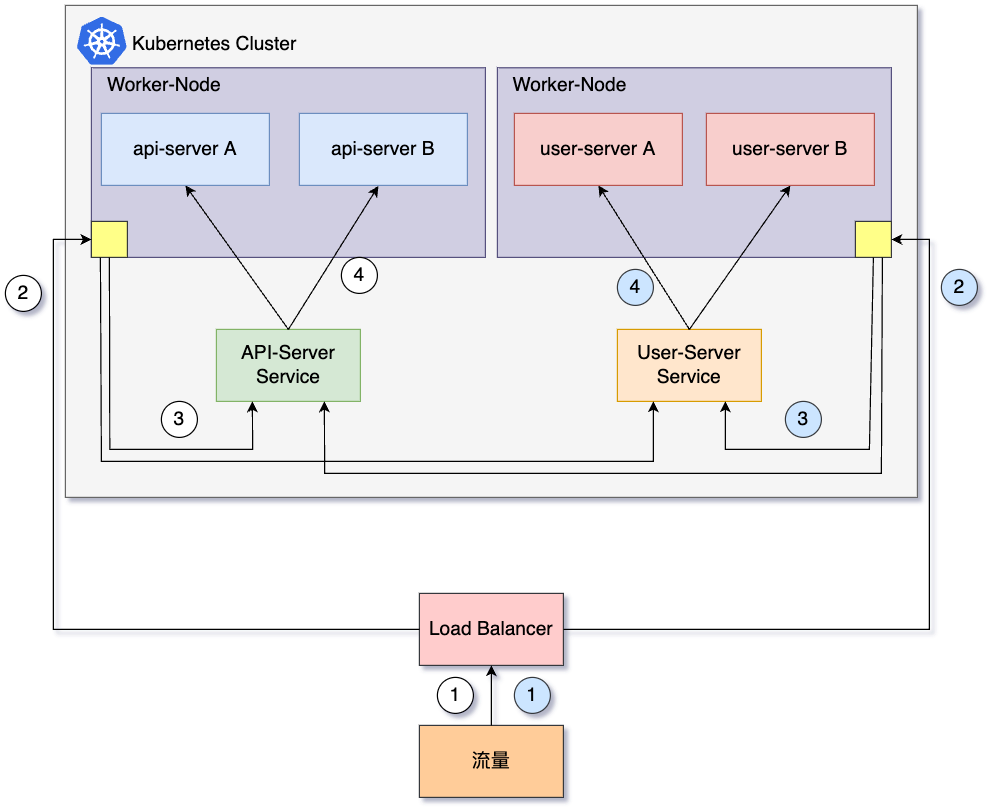 Kubernetes Cluster
Worker-Node
Worker-Node
api-server A
api-server B
user-server A
user-server B
4
4
2
2
API-Server
Service
User-Server
Service
3
3
Load Balancer
1
1
流量